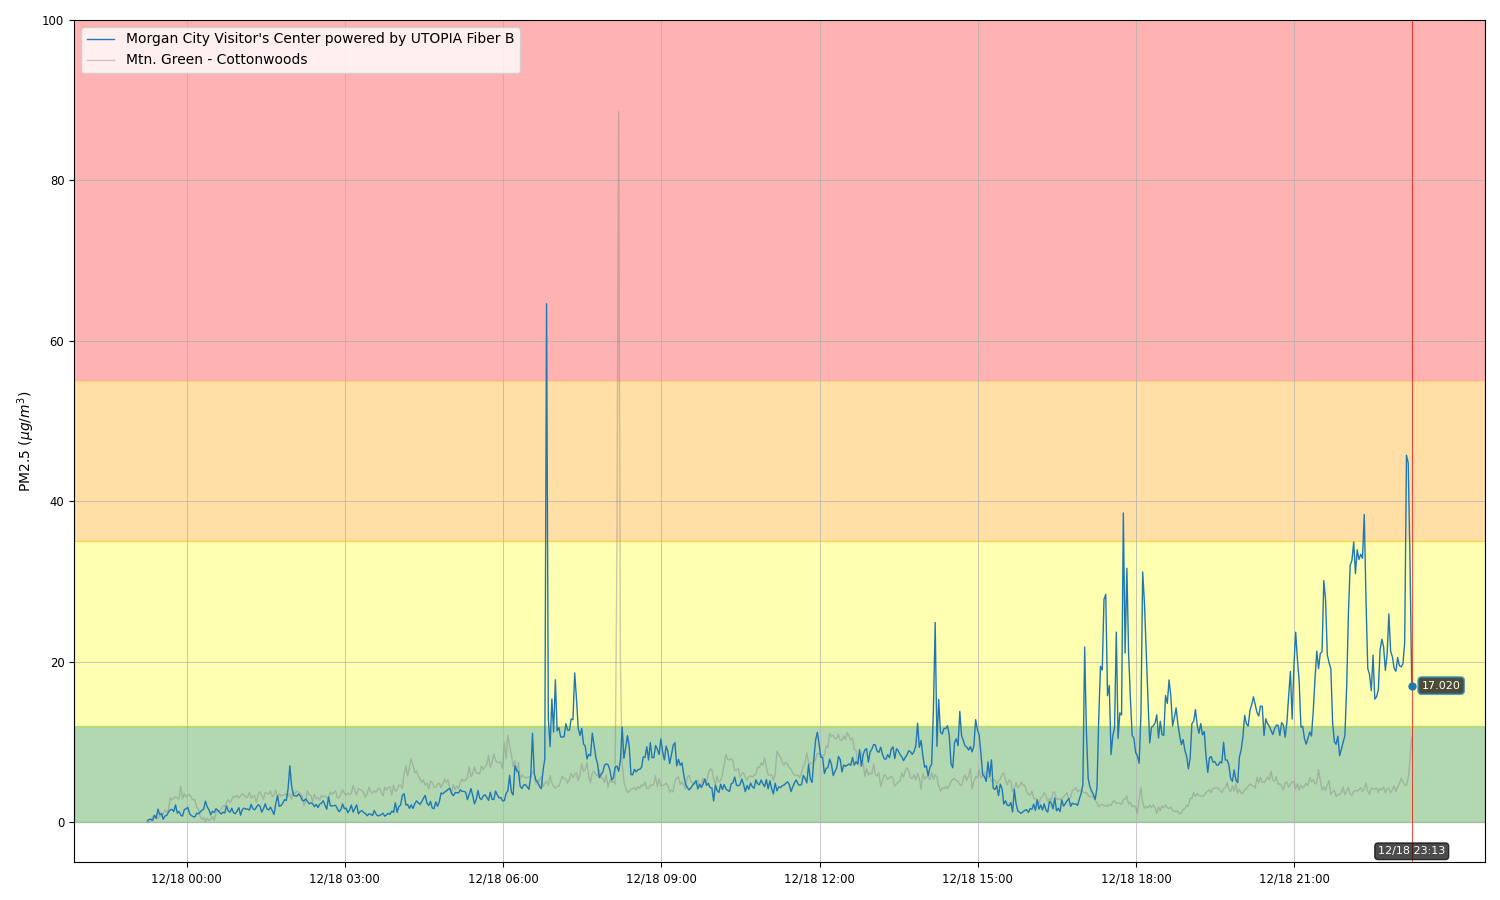 100
Morgan City Visitor's Center powered by UTOPIA Fiber B
Mtn. Green - Cottonwoods
80
60
PM2.5 (µg/m³)
40
20
17.020
0
12/18 23:13
12/18 00:00 12/18 03:00 12/18 06:00 12/18 09:00 12/18 12:00 12/18 15:00 12/18 18:00 12/18 21:00